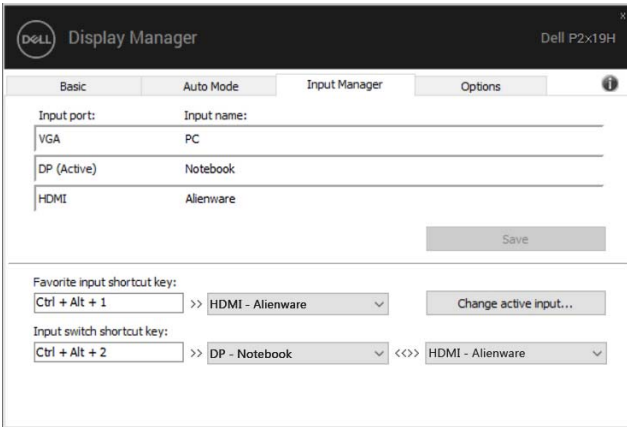 DELL Display Manager Dell P2x19H
x
Basic Auto Mode Input Manager Options i
Input port: Input name:
VGA PC
DP (Active) Notebook
HDMI Alienware
Save
Favorite input shortcut key:
Ctrl + Alt + 1 >> HDMI - Alienware Change active input...
Input switch shortcut key:
Ctrl + Alt + 2 >> DP - Notebook <<>> HDMI - Alienware